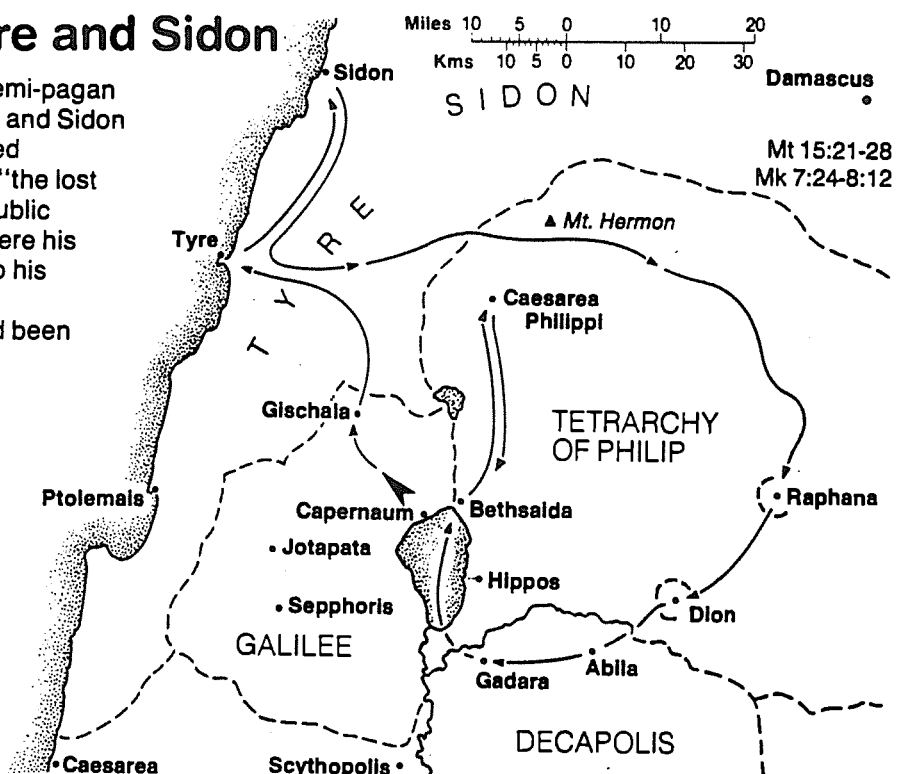 re and Sidon
emi-pagan
and Sidon
ed
"the lost
ublic
ere his
o his
d been
Miles 10 5 0 10 20
Kms 10 5 0 10 20 30
Sidon
SIDON
Damascus
Mt 15:21-28
Mk 7:24-8:12
Tyre
TYRE
Mt. Hermon
Caesarea
Philippi
Gischala
TETRARCHY
OF PHILIP
Ptolemais
Capernaum
Bethsaida
Raphana
Jotapata
Hippos
Sepphoris
Dion
GALILEE
Gadara
Abila
DECAPOLIS
Caesarea
Scythopolis